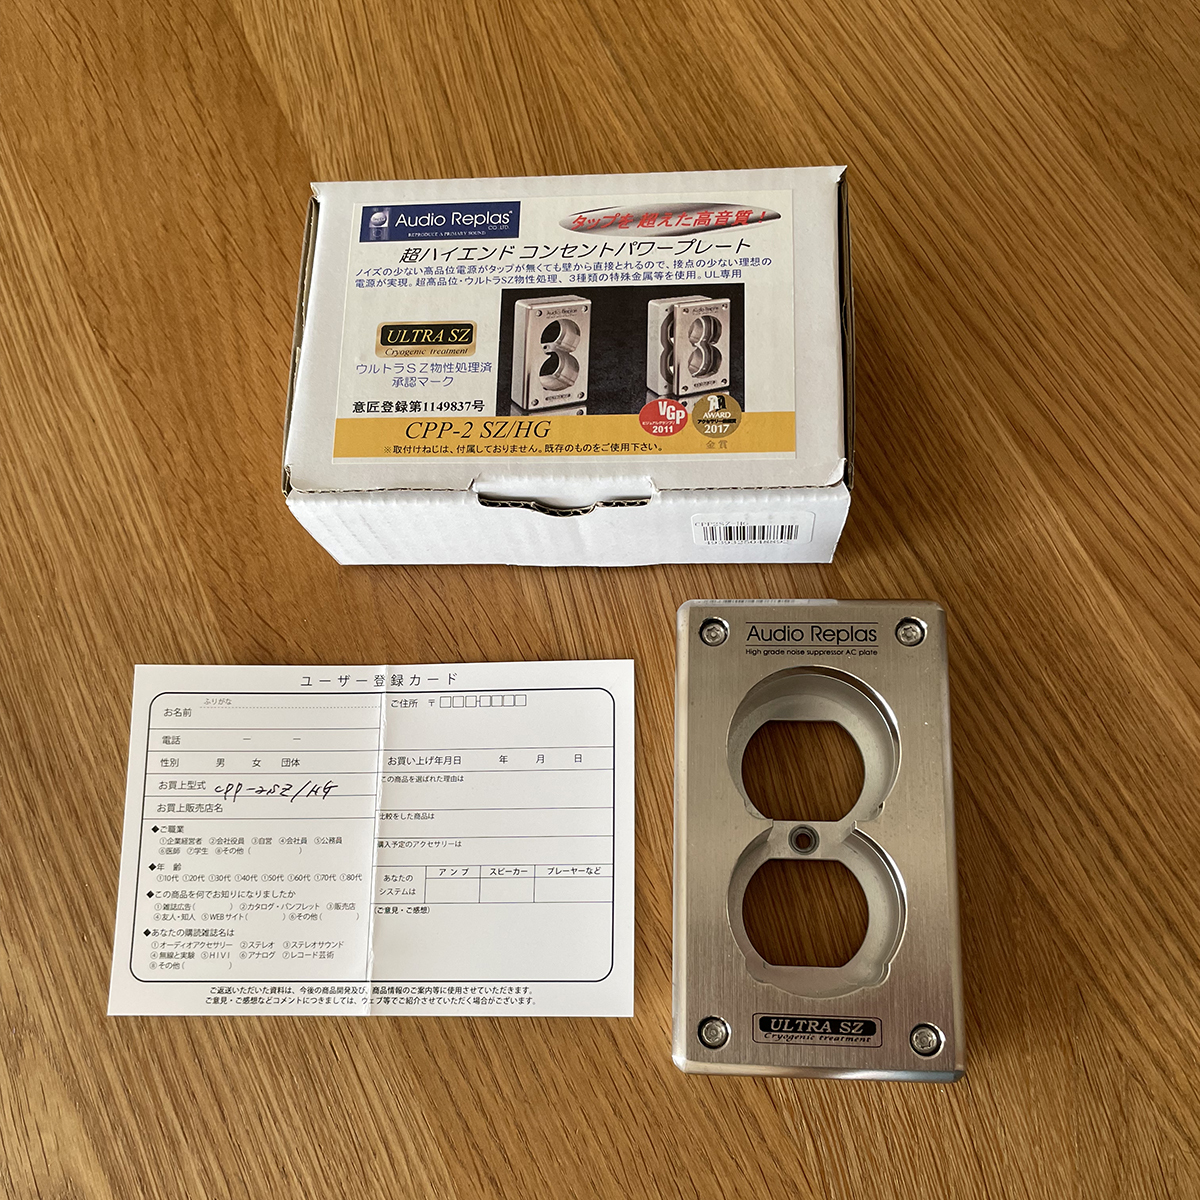 Audio Replas
CO.,LTD.
REPRODUCE A PRIMARY SOUND
タップを超えた高音質！
超ハイエンド コンセントパワープレート
ノイズの少ない高品位電源がタップが無くても壁から直接とれるので、接点の少ない理想の
電源が実現。超高品位・ウルトラSZ物性処理、3種類の特殊金属等を使用。UL専用
Audio Replas
ULTRA SZ
Cryogenic treatment
ウルトラSZ物性処理済
承認マーク
意匠登録第1149837号
VGP
2011
AWARD
2017
金賞
CPP-2 SZ/HG
※取付けねじは、付属しておりません。既存のものをご使用下さい。
CPP2SZ-HG
4939325048892
ユーザー登録カード
ふりがな
お名前
ご住所 〒□□□-□□□□
電話 ー ー
性別 男 女 団体
お買い上げ年月日 年 月 日
お買上型式 CPP-2SZ/HG
この商品を選ばれた理由は
お買上販売店名
比較をした商品は
購入予定のアクセサリーは
◆ご職業
①企業経営者 ②会社役員 ③自営 ④会社員 ⑤公務員
⑥医師 ⑦学生 ⑧その他 ( )
◆年 齢
①10代 ②20代 ③30代 ④40代 ⑤50代 ⑥60代 ⑦70代 ⑧80代
あなたの
システムは
アンプ スピーカー プレーヤーなど
◆この商品を何でお知りになりましたか
①雑誌広告( ) ②カタログ・パンフレット ③販売店
④友人・知人 ⑤WEBサイト( ) ⑥その他( )
(ご意見・ご感想)
◆あなたの購読雑誌名は
①オーディオアクセサリー ②ステレオ ③ステレオサウンド
④無線と実験 ⑤HIVI ⑥アナログ ⑦レコード芸術
⑧その他( )
ご返送いただいた資料は、今後の商品開発及び、商品情報のご案内等に使用させていただきます。
ご意見・ご感想などコメントにつきましては、ウェブ等でご紹介させていただく場合がございます。
Audio Replas
High grade noise suppressor AC plate
ULTRA SZ
Cryogenic treatment